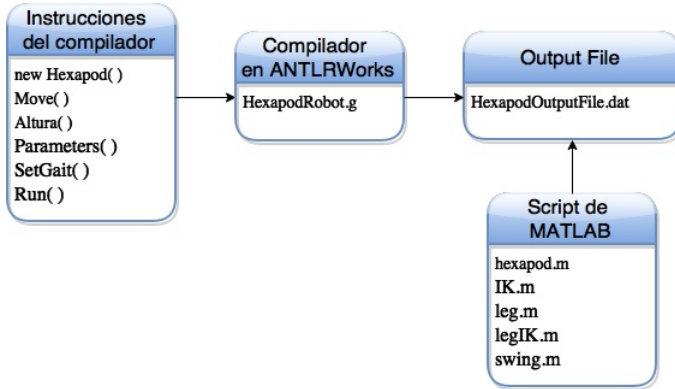 Instrucciones
del compilador
new Hexapod( )
Move( )
Altura( )
Parameters( )
SetGait( )
Run( )
Compilador
en ANTLRWorks
HexapodRobot.g
Output File
HexapodOutputFile.dat
Script de
MATLAB
hexapod.m
IK.m
leg.m
legIK.m
swing.m